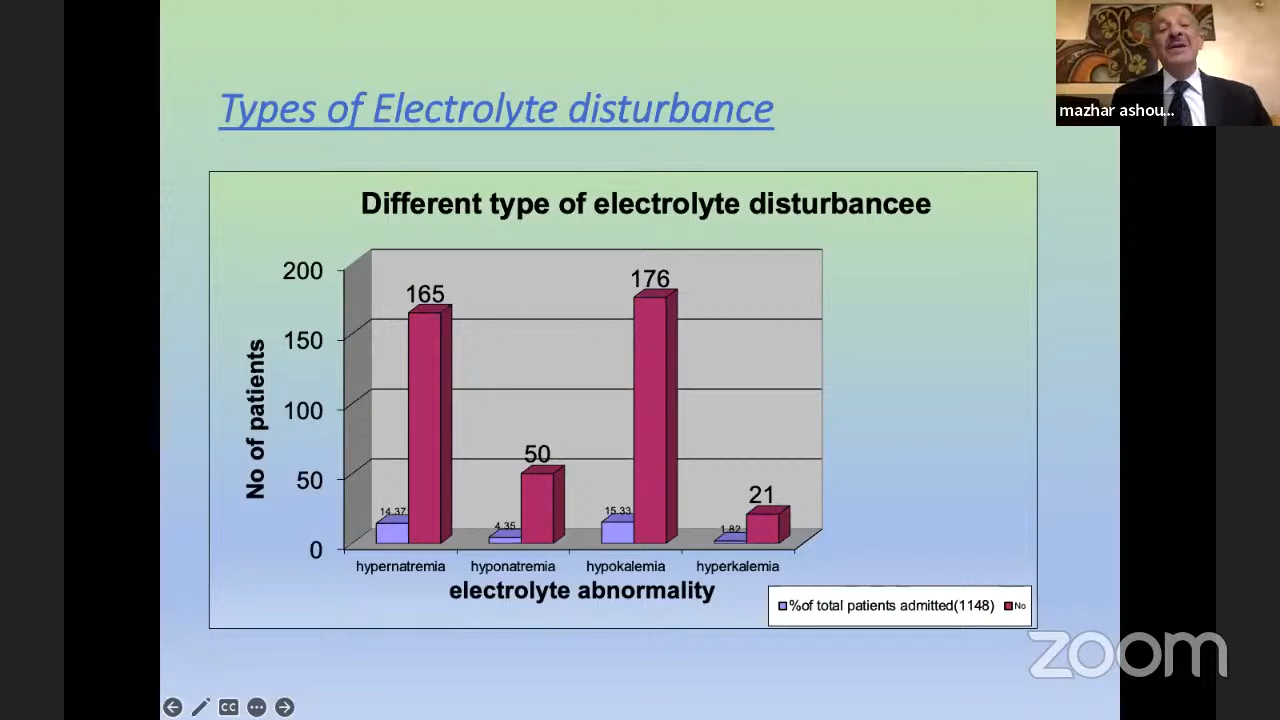 Types of Electrolyte disturbance
mazhar ashou...
Different type of electrolyte disturbancee
No of patients
200
150
100
50
0
165
50
176
21
14.37
4.35
15.33
1.82
hypernatremia
hyponatremia
hypokalemia
hyperkalemia
electrolyte abnormality
%of total patients admitted(1148)
No
zoom
CC